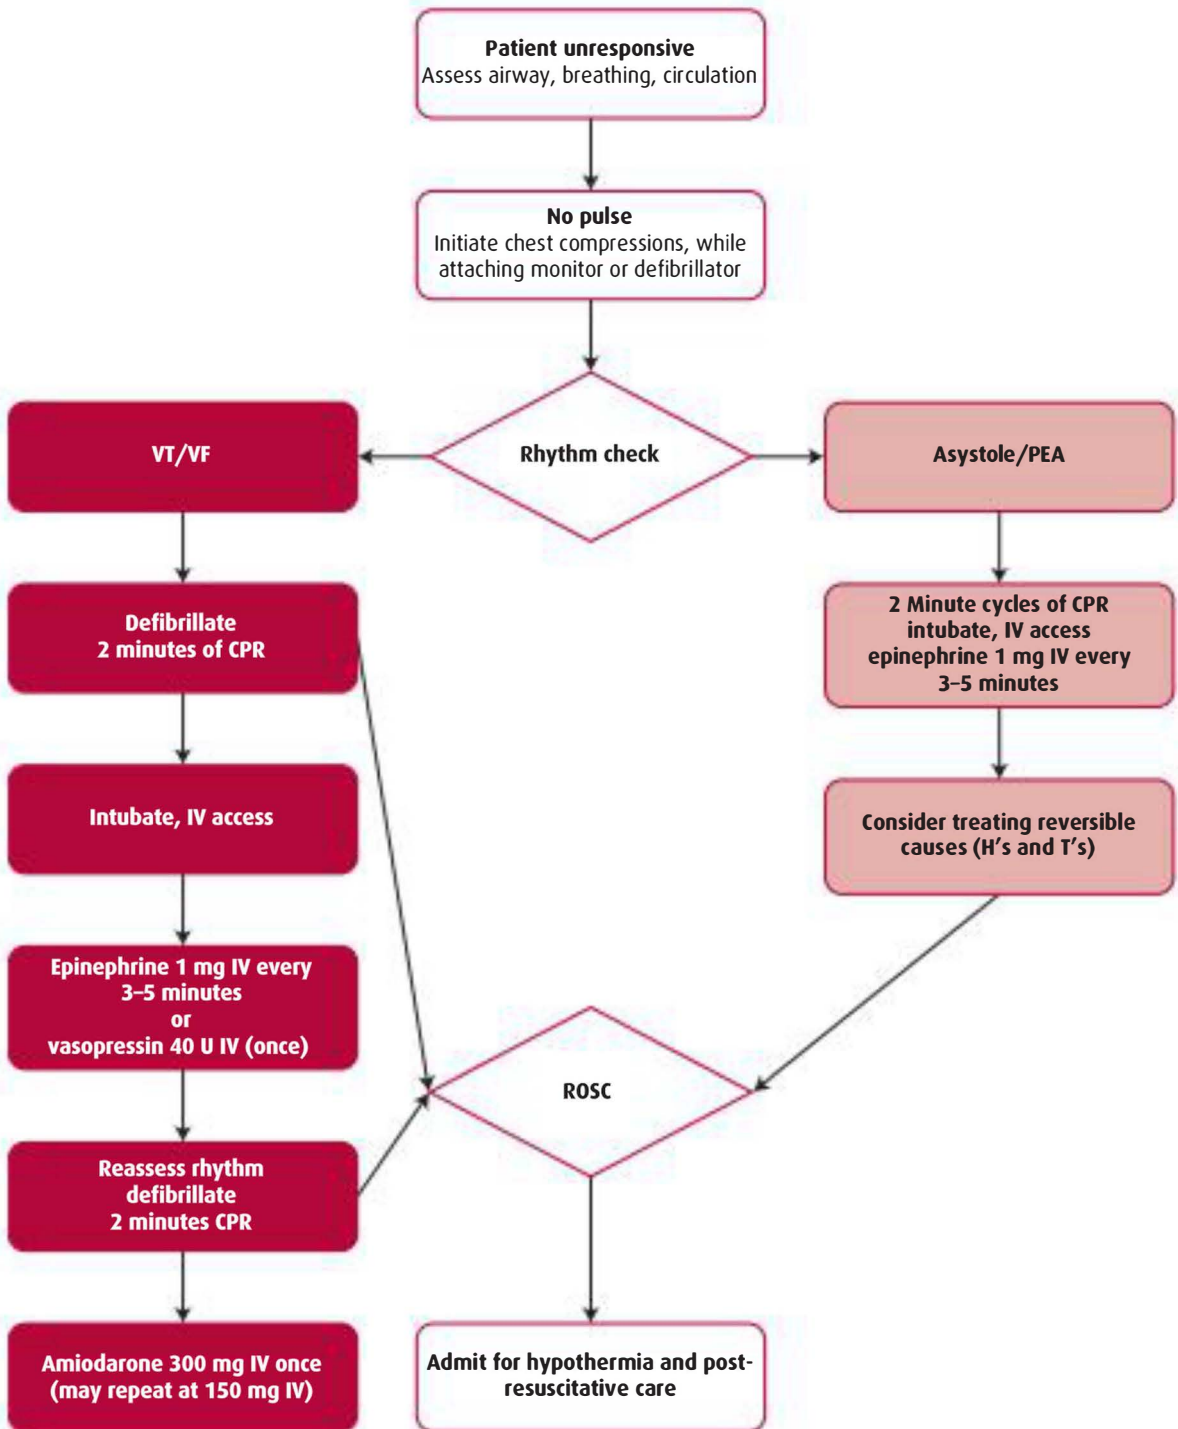 Patient unresponsive
Assess airway, breathing, circulation
No pulse
Initiate chest compressions, while
attaching monitor or defibrillator
Rhythm check
VT/VF
Asystole/PEA
Defibrillate
2 minutes of CPR
2 Minute cycles of CPR
intubate, IV access
epinephrine 1 mg IV every
3–5 minutes
Intubate, IV access
Consider treating reversible
causes (H's and T's)
Epinephrine 1 mg IV every
3–5 minutes
or
vasopressin 40 U IV (once)
ROSC
Reassess rhythm
defibrillate
2 minutes CPR
Amiodarone 300 mg IV once
(may repeat at 150 mg IV)
Admit for hypothermia and post-
resuscitative care